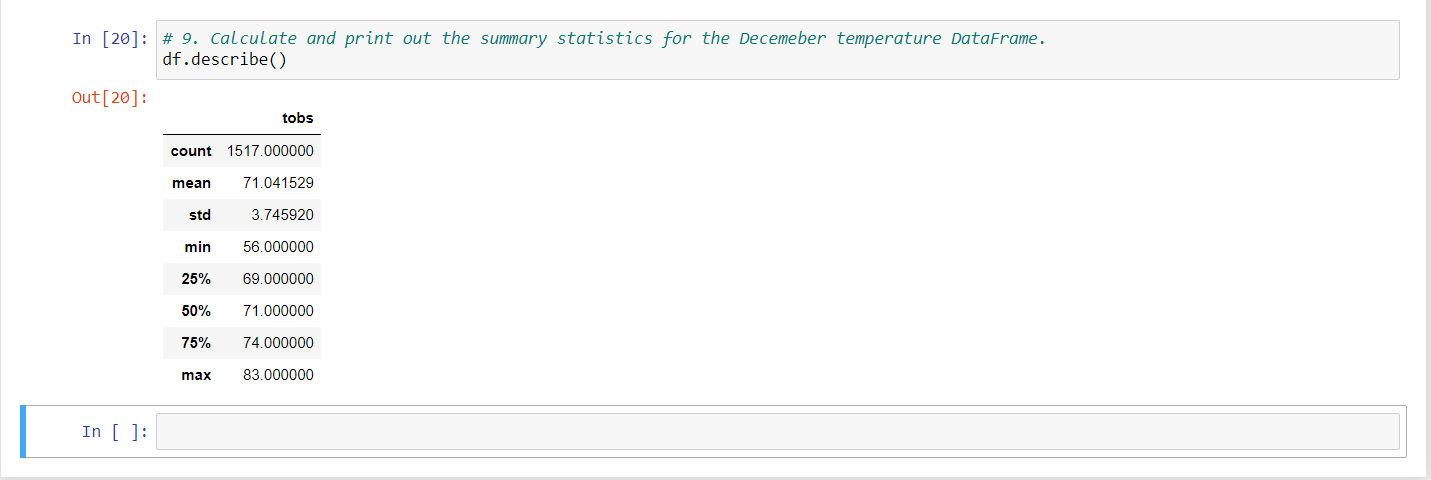 In [20]: # 9. Calculate and print out the summary statistics for the Decemeber temperature DataFrame.
df.describe()
Out[20]:
tobs
count 1517.000000
mean 71.041529
std 3.745920
min 56.000000
25% 69.000000
50% 71.000000
75% 74.000000
max 83.000000
In [ ]: